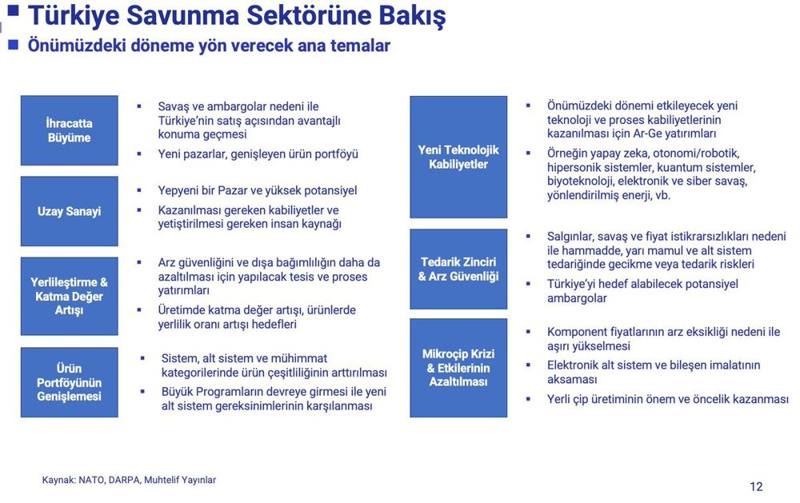 Türkiye Savunma Sektörüne Bakış
Önümüzdeki döneme yön verecek ana temalar
İhracatta
Büyüme
Savaş ve ambargolar nedeni ile
Türkiye'nin satış açısından avantajlı
konuma geçmesi
Yeni pazarlar, genişleyen ürün portföyü
Uzay Sanayi
Yepyeni bir Pazar ve yüksek potansiyel
Kazanılması gereken kabiliyetler ve
yetiştirilmesi gereken insan kaynağı
Yerlileştirme &
Katma Değer
Artışı
Arz güvenliğini ve dışa bağımlılığın daha da
azaltılması için yapılacak tesis ve proses
yatırımları
Üretimde katma değer artışı, ürünlerde
yerlilik oranı artışı hedefleri
Ürün
Portföyünün
Genişlemesi
Sistem, alt sistem ve mühimmat
kategorilerinde ürün çeşitliliğinin arttırılması
Büyük Programların devreye girmesi ile yeni
alt sistem gereksinimlerinin karşılanması
Yeni Teknolojik
Kabiliyetler
Önümüzdeki dönemi etkileyecek yeni
teknoloji ve proses kabiliyetlerinin
kazanılması için Ar-Ge yatırımları
Örneğin yapay zeka, otonomi/robotik,
hipersonik sistemler, kuantum sistemler,
biyoteknoloji, elektronik ve siber savaş,
yönlendirilmiş enerji, vb.
Tedarik Zinciri
& Arz Güvenliği
Salgınlar, savaş ve fiyat istikrarsızlıkları nedeni
ile hammadde, yarı mamul ve alt sistem
tedariğinde gecikme veya tedarik riskleri
Türkiye'yi hedef alabilecek potansiyel
ambargolar
Mikroçip Krizi
& Etkilerinin
Azaltılması
Komponent fiyatlarının arz eksikliği nedeni ile
aşırı yükselmesi
Elektronik alt sistem ve bileşen imalatının
aksaması
Yerli çip üretiminin önem ve öncelik kazanması
Kaynak: NATO, DARPA, Muhtelif Yayınlar
12